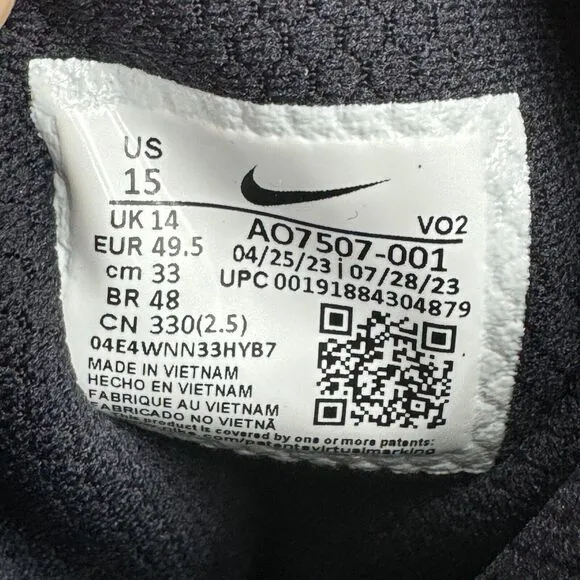 US
15
UK 14
EUR 49.5
cm 33
BR 48
CN 330(2.5)
VO2
AO7507-001
04/25/23 | 07/28/23
UPC 00191884304879
04E4WNN33HYB7
MADE IN VIETNAM
HECHO EN VIETNAM
FABRIQUE AU VIETNAM
FABRICADO NO VIETNÃ
This product is covered by one or more patents: